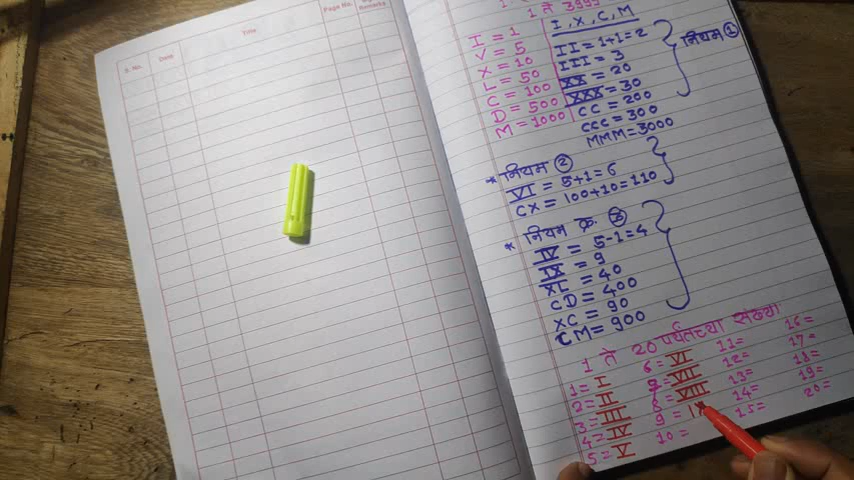 S. No. Date Title Page No. Remarks
1 ते 3999
I = 1
V = 5
X = 10
L = 50
C = 100
D = 500
M = 1000
I, X, C, M
II = 1+1=2
III = 3
XX = 20
XXX = 30
CC = 200
CCC = 300
MMM = 3000
नियम ①
* नियम ②
VI = 5+1=6
CX = 100+10=110
* नियम क्र. ③
IV = 5-1=4
IX = 9
XL = 40
CD = 400
XC = 90
CM = 900
1 ते 20 पर्यंतच्या संख्या
1 = I
2 = II
3 = III
4 = IV
5 = V
6 = VI
7 = VII
8 = VIII
9 = I
10 =
11 =
12 =
13 =
14 =
15 =
16 =
17 =
18 =
19 =
20 =